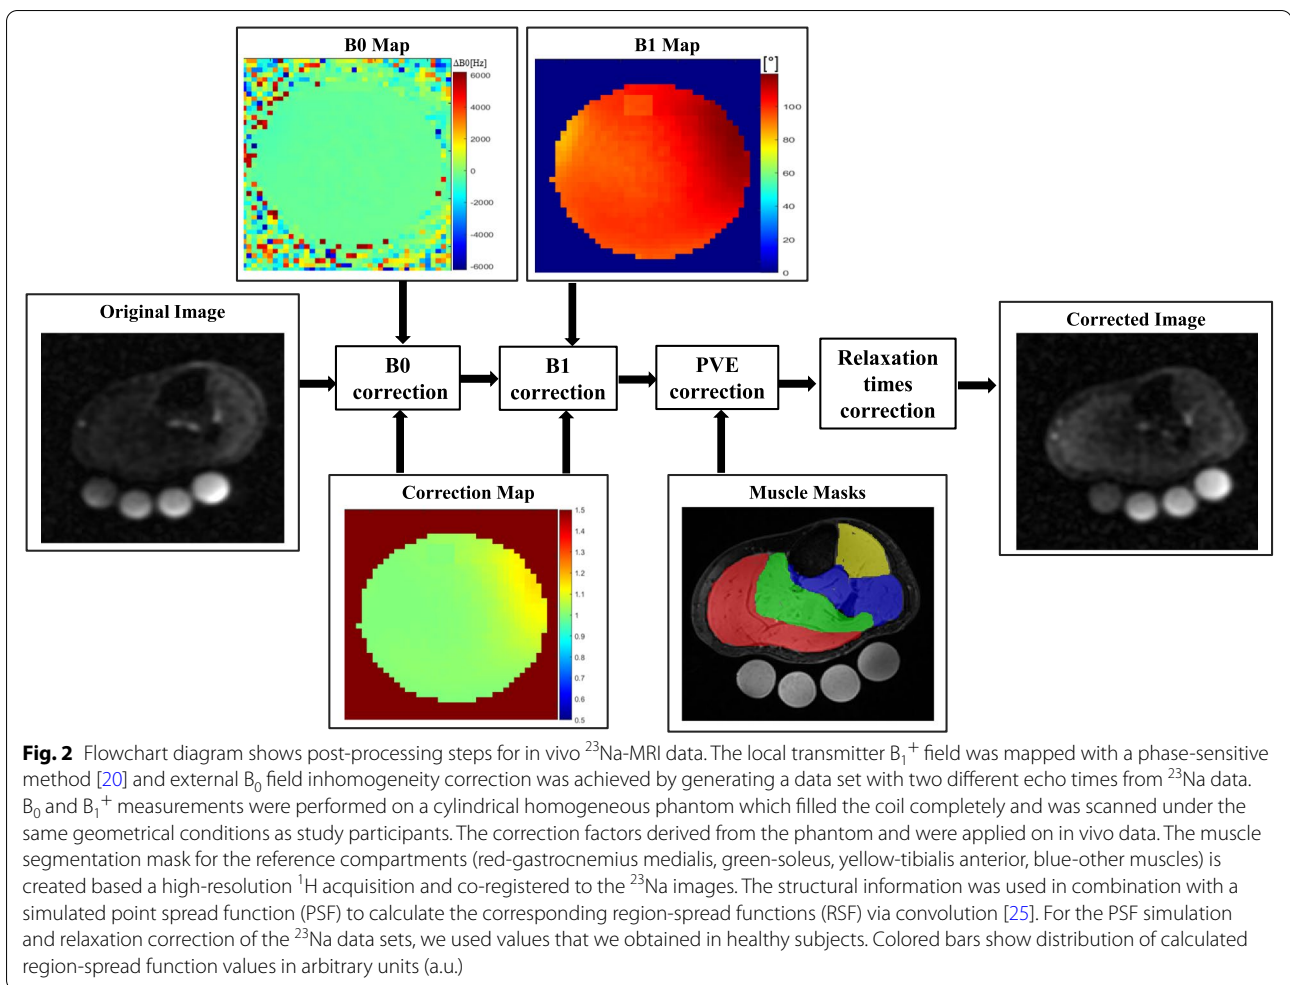 B0 Map
ΔB0[Hz]
6000
4000
2000
0
-2000
-4000
-6000
B1 Map
[°]
100
80
60
40
20
0
Original Image
B0
correction
B1
correction
PVE
correction
Relaxation
times
correction
Corrected Image
Correction Map
1.5
1.4
1.3
1.2
1.1
1
0.9
0.8
0.7
0.6
0.5
Muscle Masks
Fig. 2 Flowchart diagram shows post-processing steps for in vivo ²³Na-MRI data. The local transmitter B₁⁺ field was mapped with a phase-sensitive
method [20] and external B₀ field inhomogeneity correction was achieved by generating a data set with two different echo times from ²³Na data.
B₀ and B₁⁺ measurements were performed on a cylindrical homogeneous phantom which filled the coil completely and was scanned under the
same geometrical conditions as study participants. The correction factors derived from the phantom and were applied on in vivo data. The muscle
segmentation mask for the reference compartments (red-gastrocnemius medialis, green-soleus, yellow-tibialis anterior, blue-other muscles) is
created based a high-resolution ¹H acquisition and co-registered to the ²³Na images. The structural information was used in combination with a
simulated point spread function (PSF) to calculate the corresponding region-spread functions (RSF) via convolution [25]. For the PSF simulation
and relaxation correction of the ²³Na data sets, we used values that we obtained in healthy subjects. Colored bars show distribution of calculated
region-spread function values in arbitrary units (a.u.)